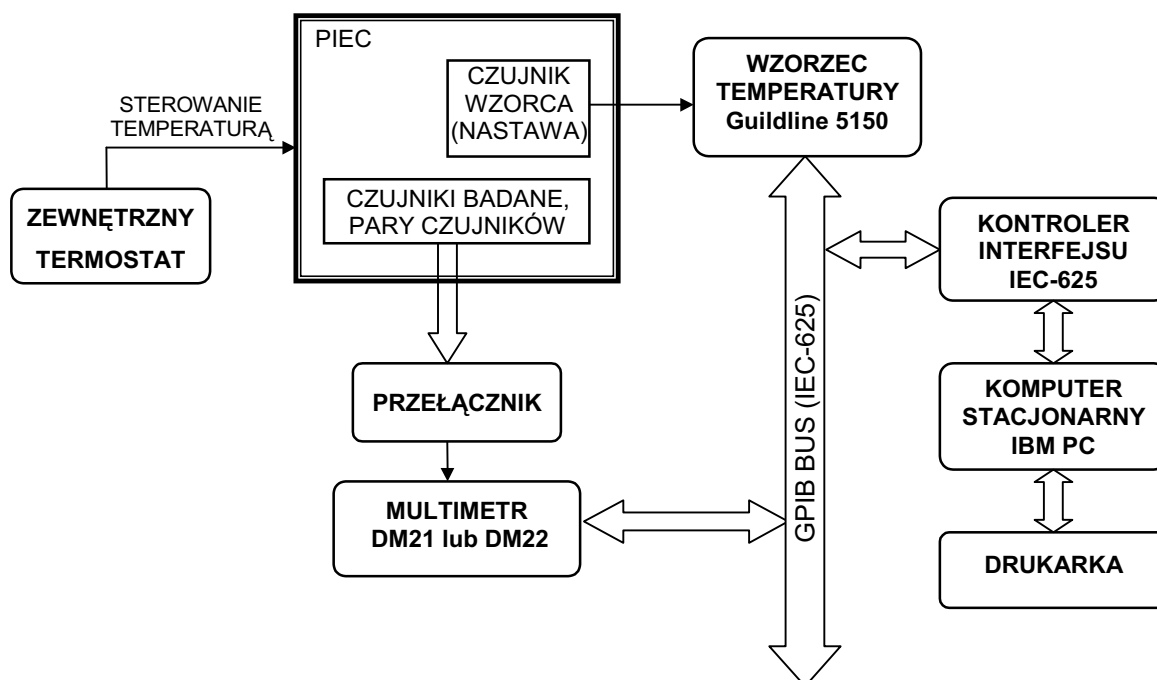 PIEC
CZUJNIK
WZORCA
(NASTAWA)
WZORZEC
TEMPERATURY
Guildline 5150
STEROWANIE
TEMPERATURĄ
ZEWNĘTRZNY
TERMOSTAT
CZUJNIKI BADANE,
PARY CZUJNIKÓW
KONTROLER
INTERFEJSU
IEC-625
GPIB BUS (IEC-625)
PRZEŁĄCZNIK
KOMPUTER
STACJONARNY
IBM PC
MULTIMETR
DM21 lub DM22
DRUKARKA